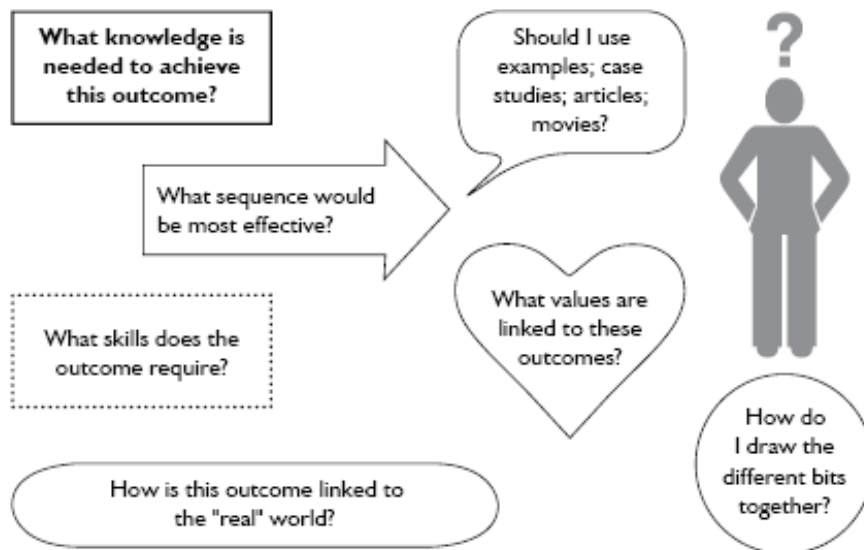 What knowledge is
needed to achieve
this outcome?
Should I use
examples; case
studies; articles;
movies?
?
What sequence would
be most effective?
What values are
linked to these
outcomes?
What skills does the
outcome require?
How do
I draw the
different bits
together?
How is this outcome linked to
the "real" world?